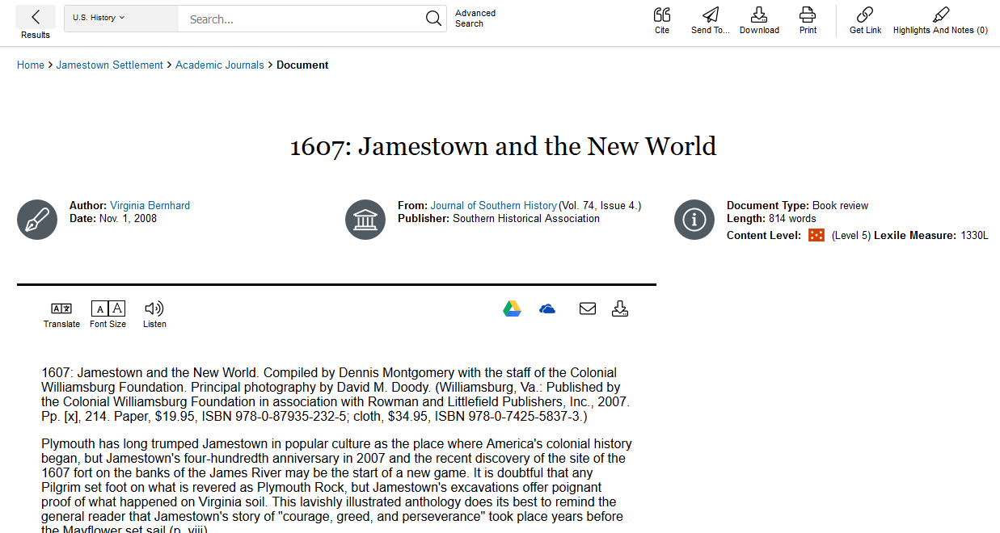 Results
U.S. History
Search...
Advanced
Search
Cite
Send To...
Download
Print
Get Link
Highlights And Notes (0)
Home > Jamestown Settlement > Academic Journals > Document
1607: Jamestown and the New World
Author: Virginia Bernhard
Date: Nov. 1, 2008
From: Journal of Southern History (Vol. 74, Issue 4.)
Publisher: Southern Historical Association
Document Type: Book review
Length: 814 words
Content Level: (Level 5) Lexile Measure: 1330L
Translate
Font Size
Listen
1607: Jamestown and the New World. Compiled by Dennis Montgomery with the staff of the Colonial
Williamsburg Foundation. Principal photography by David M. Doody. (Williamsburg, Va.: Published by
the Colonial Williamsburg Foundation in association with Rowman and Littlefield Publishers, Inc., 2007.
Pp. [x], 214. Paper, $19.95, ISBN 978-0-87935-232-5; cloth, $34.95, ISBN 978-0-7425-5837-3.)
Plymouth has long trumped Jamestown in popular culture as the place where America's colonial history
began, but Jamestown's four-hundredth anniversary in 2007 and the recent discovery of the site of the
1607 fort on the banks of the James River may be the start of a new game. It is doubtful that any
Pilgrim set foot on what is revered as Plymouth Rock, but Jamestown's excavations offer poignant
proof of what happened on Virginia soil. This lavishly illustrated anthology does its best to remind the
general reader that Jamestown's story of "courage, greed, and perseverance" took place years before
the Mayflower set sail (p. viii).